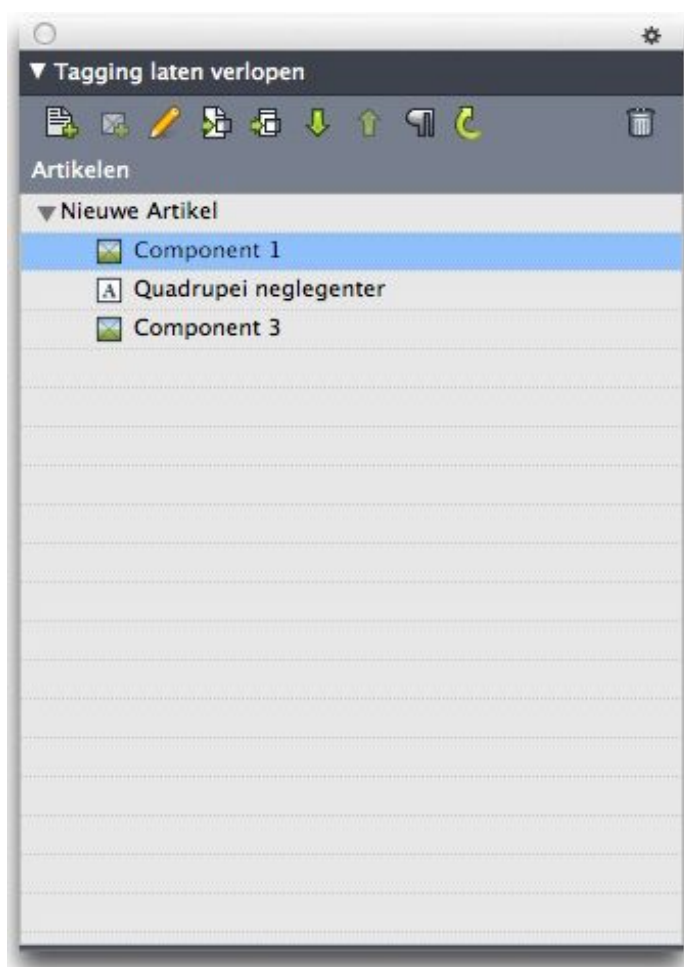 Tagging laten verlopen
Artikelen
Nieuwe Artikel
Component 1
A Quadrupei neglegenter
Component 3